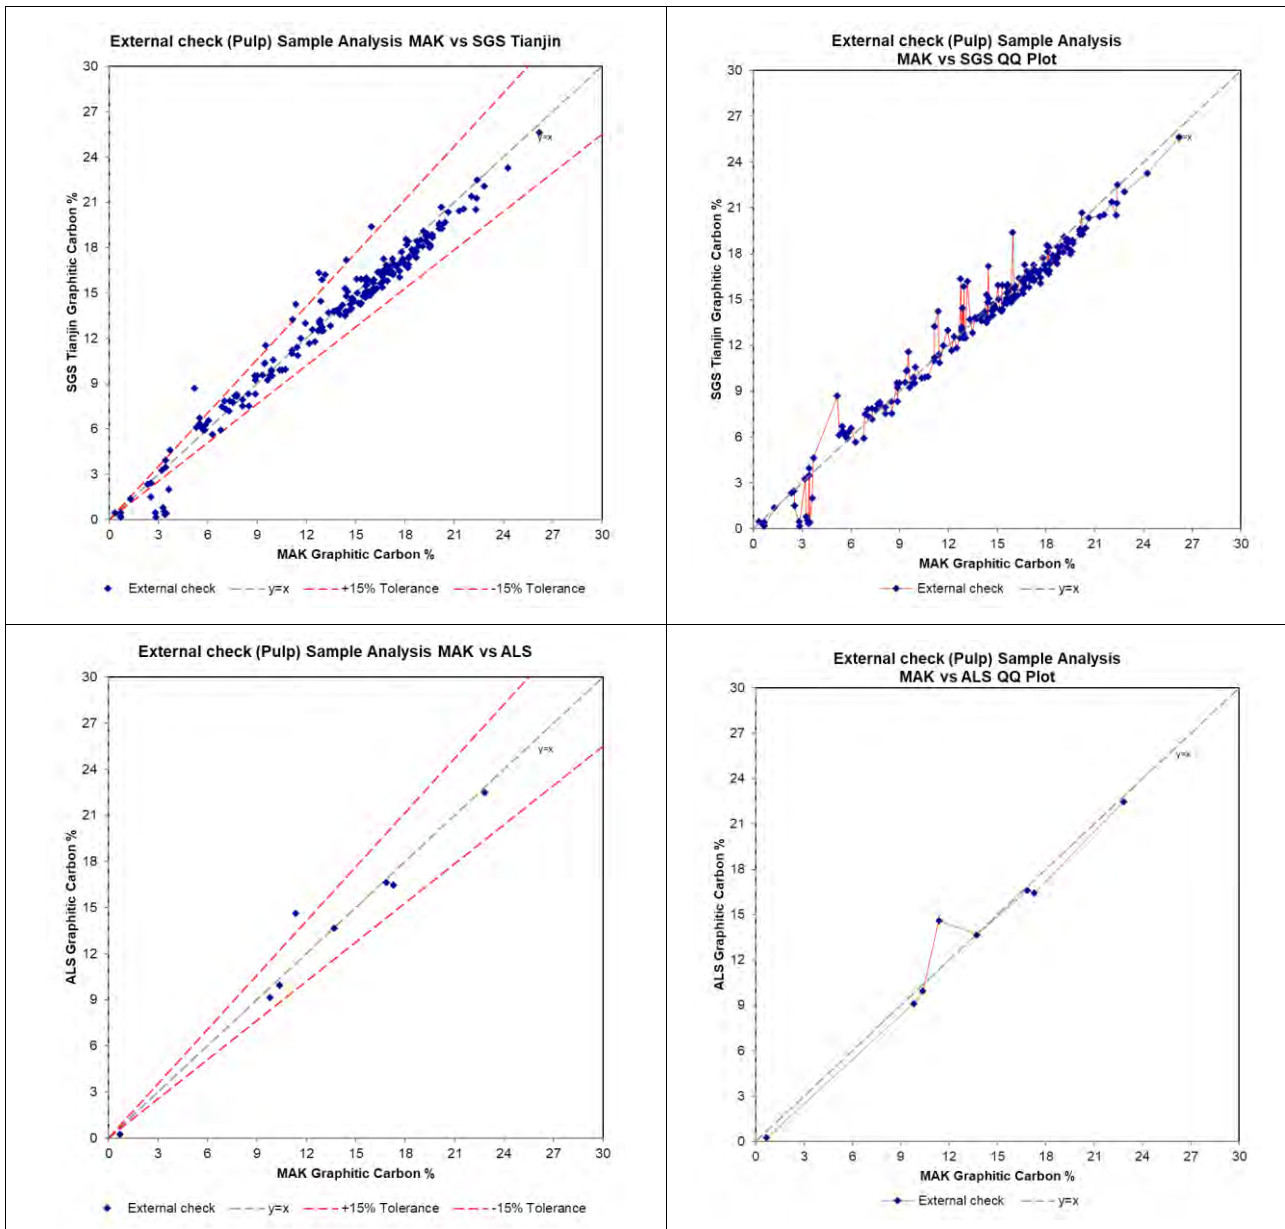 External check (Pulp) Sample Analysis MAK vs SGS Tianjin
30
27
24
21
18
15
12
9
6
3
0
SGS Tianjin Graphitic Carbon %
y=x
0 3 6 9 12 15 18 21 24 27 30
MAK Graphitic Carbon %
External check y=x +15% Tolerance -15% Tolerance
External check (Pulp) Sample Analysis
MAK vs SGS QQ Plot
30
27
24
21
18
15
12
9
6
3
0
SGS Tianjin Graphitic Carbon %
=x
0 3 6 9 12 15 18 21 24 27 30
MAK Graphitic Carbon %
External check y=x
External check (Pulp) Sample Analysis MAK vs ALS
30
27
24
21
18
15
12
9
6
3
0
ALS Graphitic Carbon %
y=x
0 3 6 9 12 15 18 21 24 27 30
MAK Graphitic Carbon %
External check y=x +15% Tolerance -15% Tolerance
External check (Pulp) Sample Analysis
MAK vs ALS QQ Plot
30
27
24
21
18
15
12
9
6
3
0
ALS Graphitic Carbon %
y=x
0 3 6 9 12 15 18 21 24 27 30
MAK Graphitic Carbon %
External check y=x